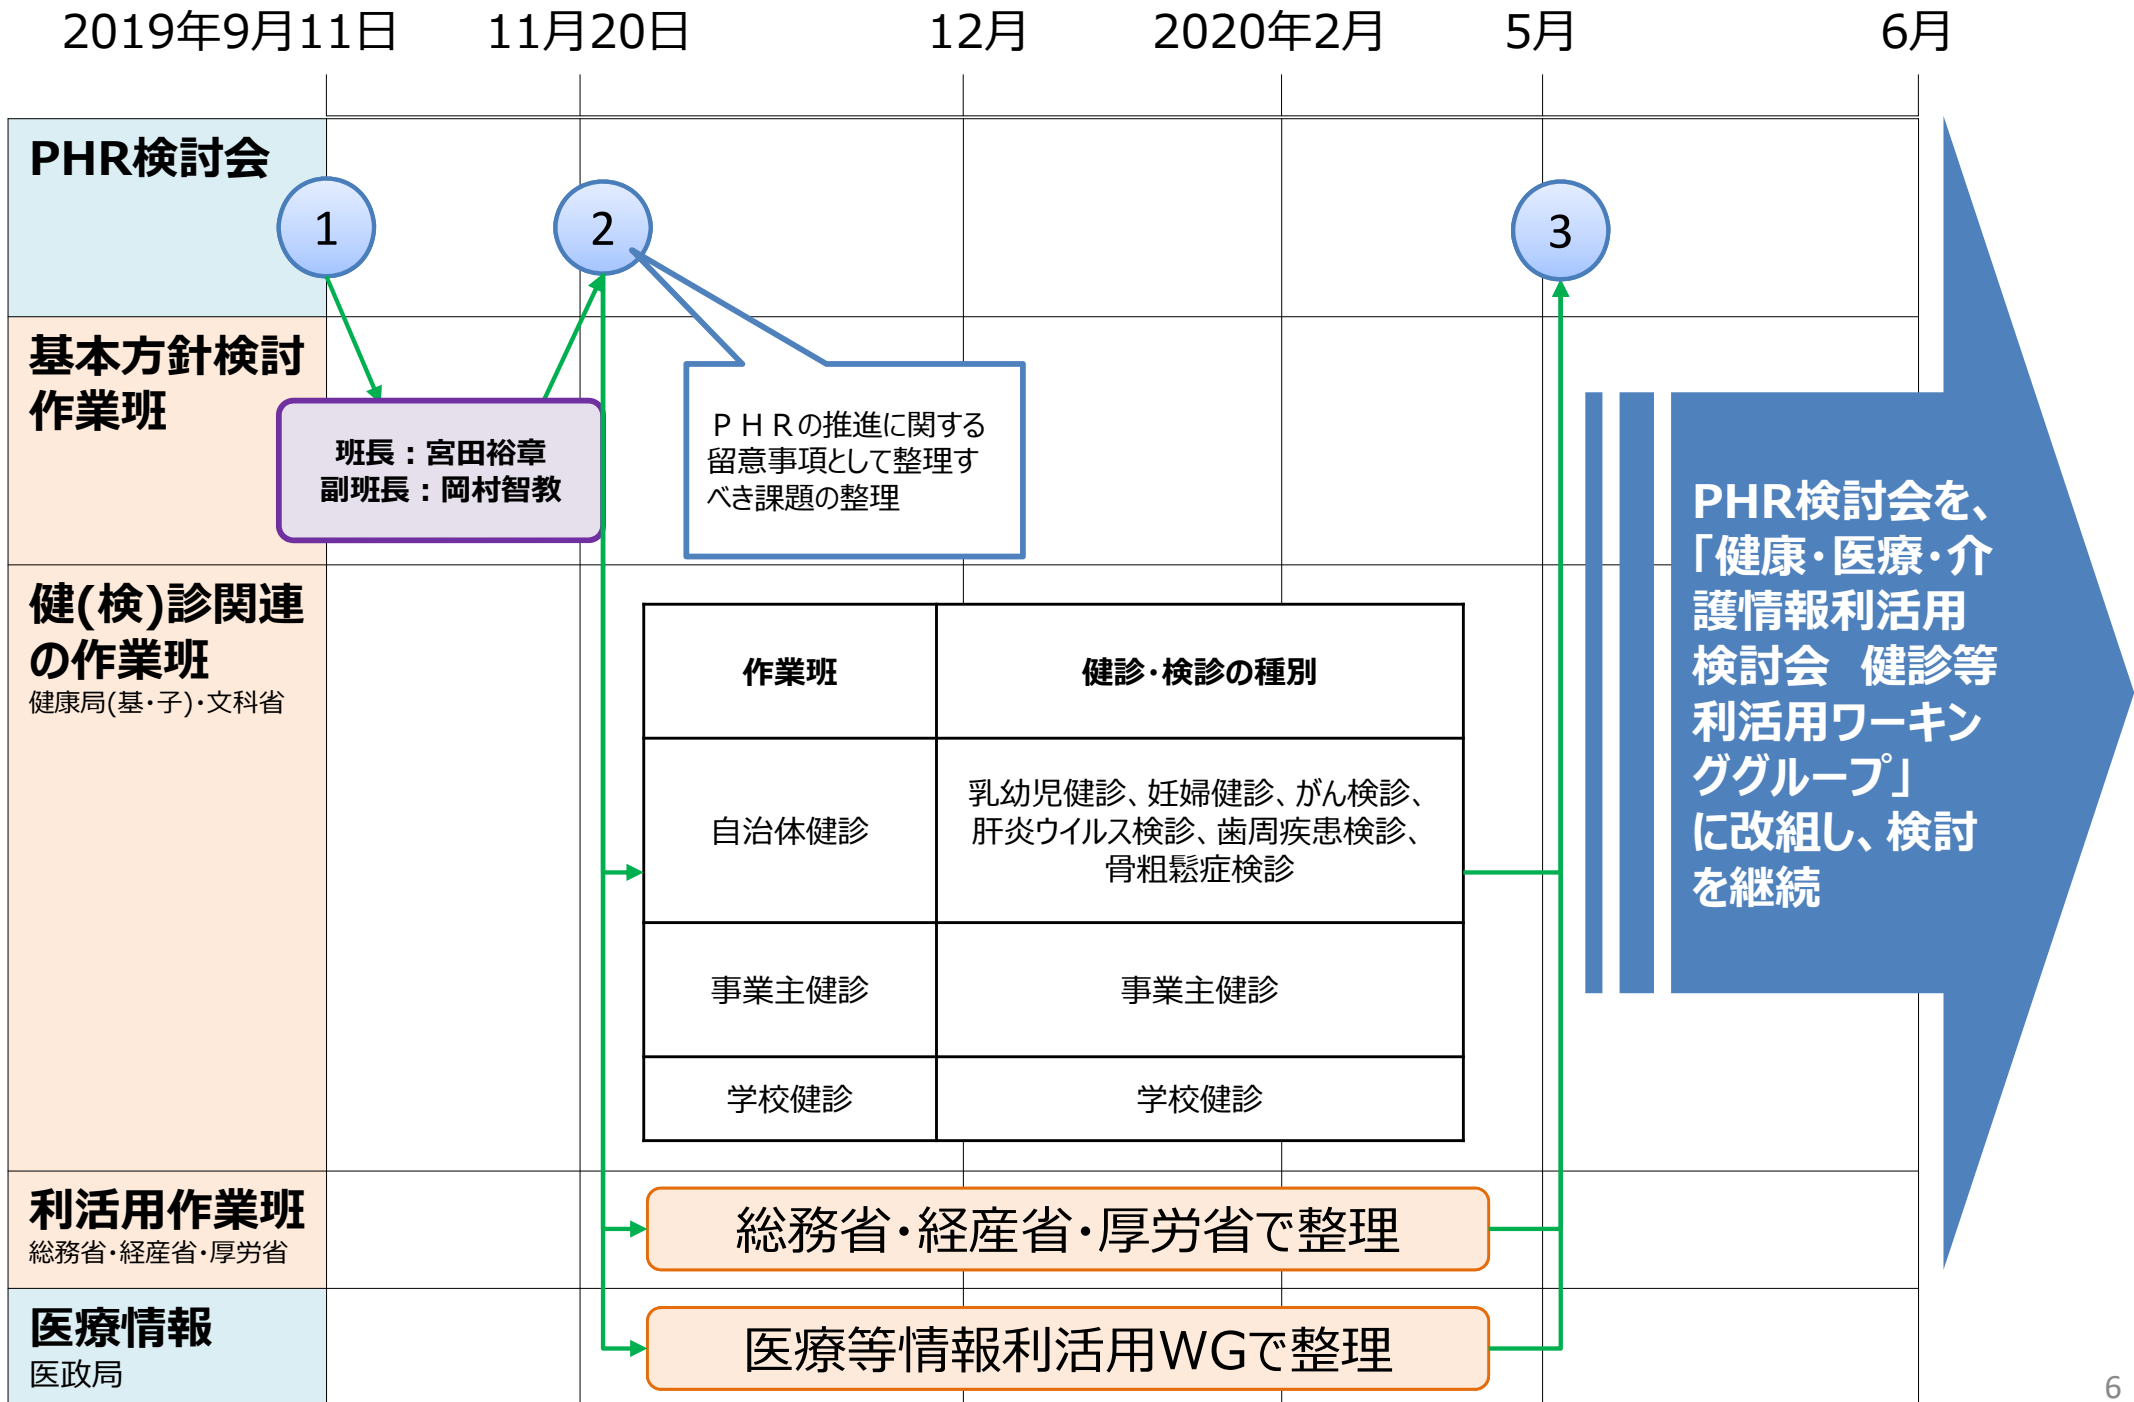 2019年9月11日
11月20日
12月
2020年2月
5月
6月
PHR検討会
1
2
3
基本方針検討
作業班
班長：宮田裕章
副班長：岡村智教
ＰＨＲの推進に関する
留意事項として整理す
べき課題の整理
健(検)診関連
の作業班
健康局(基・子)・文科省
作業班
健診・検診の種別
自治体健診
乳幼児健診、妊婦健診、がん検診、
肝炎ウイルス検診、歯周疾患検診、
骨粗鬆症検診
事業主健診
事業主健診
学校健診
学校健診
利活用作業班
総務省・経産省・厚労省
総務省・経産省・厚労省で整理
医療情報
医政局
医療等情報利活用WGで整理
PHR検討会を、
「健康・医療・介
護情報利活用
検討会　健診等
利活用ワーキン
ググループ」
に改組し、検討
を継続
6